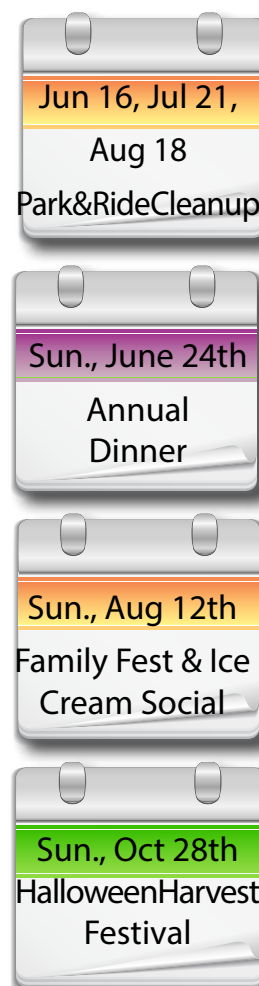 Jun 16, Jul 21,
Aug 18
Park&RideCleanup
Sun., June 24th
Annual
Dinner
Sun., Aug 12th
Family Fest & Ice
Cream Social
Sun., Oct 28th
HalloweenHarvest
Festival